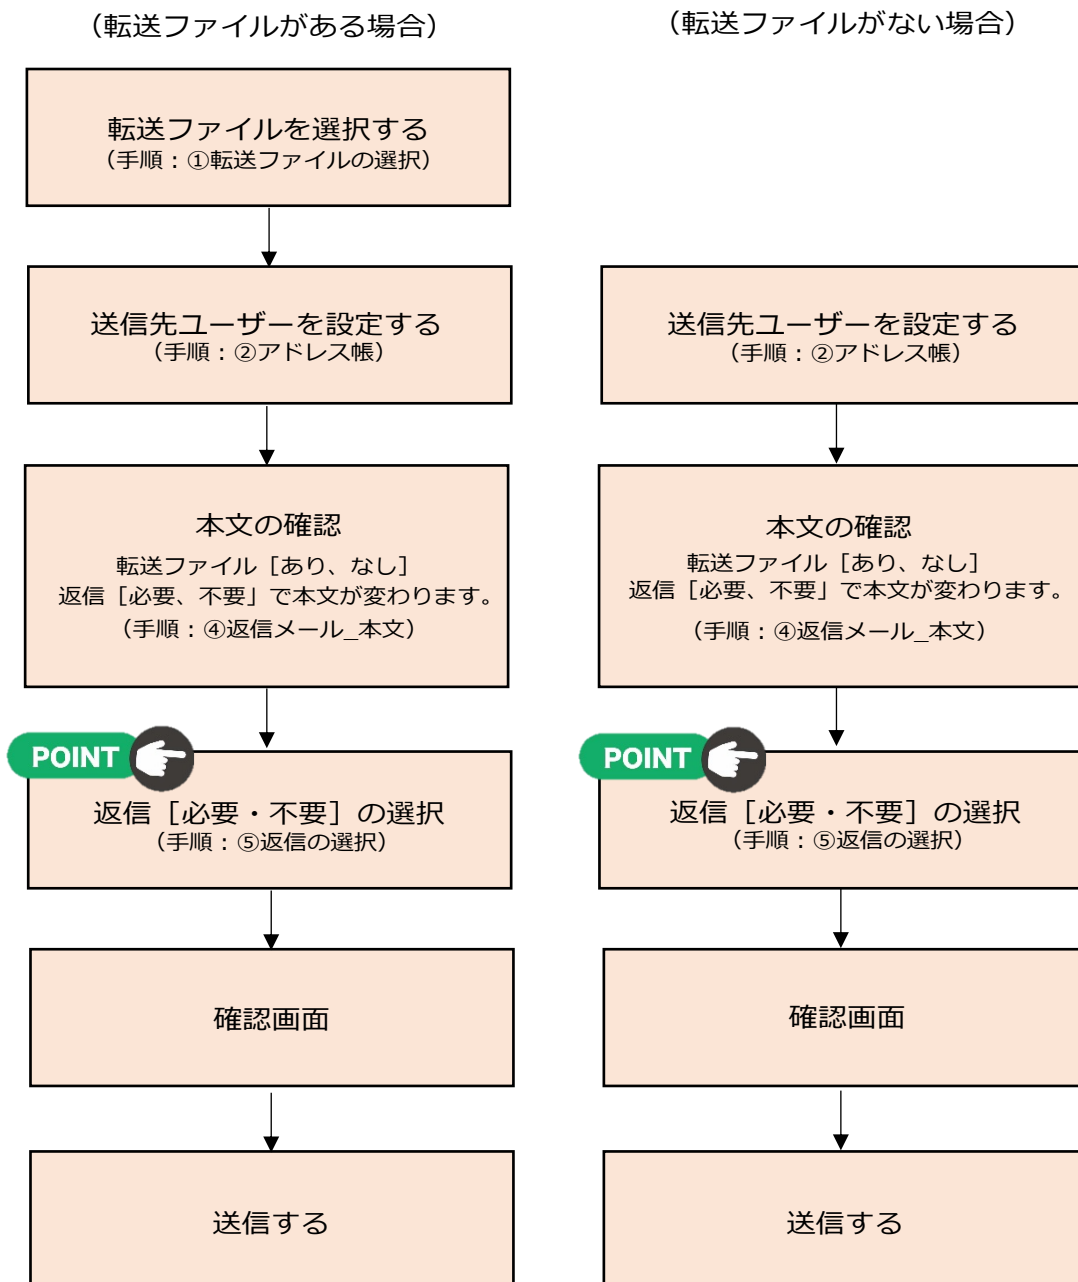 （転送ファイルがある場合）
転送ファイルを選択する
（手順：①転送ファイルの選択）
送信先ユーザーを設定する
（手順：②アドレス帳）
本文の確認
転送ファイル［あり、なし］
返信［必要、不要」で本文が変わります。
（手順：④返信メール_本文）
POINT
返信［必要・不要］の選択
（手順：⑤返信の選択）
確認画面
送信する
（転送ファイルがない場合）
送信先ユーザーを設定する
（手順：②アドレス帳）
本文の確認
転送ファイル［あり、なし］
返信［必要、不要」で本文が変わります。
（手順：④返信メール_本文）
POINT
返信［必要・不要］の選択
（手順：⑤返信の選択）
確認画面
送信する